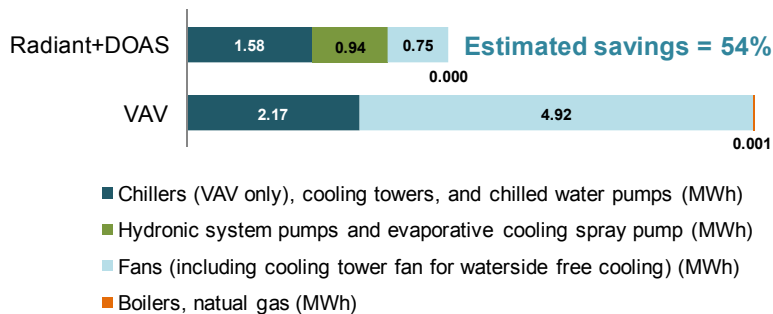 Radiant+DOAS 1.58 0.94 0.75 Estimated savings = 54%
0.000
VAV 2.17 4.92
0.001
Chillers (VAV only), cooling towers, and chilled water pumps (MWh)
Hydronic system pumps and evaporative cooling spray pump (MWh)
Fans (including cooling tower fan for waterside free cooling) (MWh)
Boilers, natual gas (MWh)